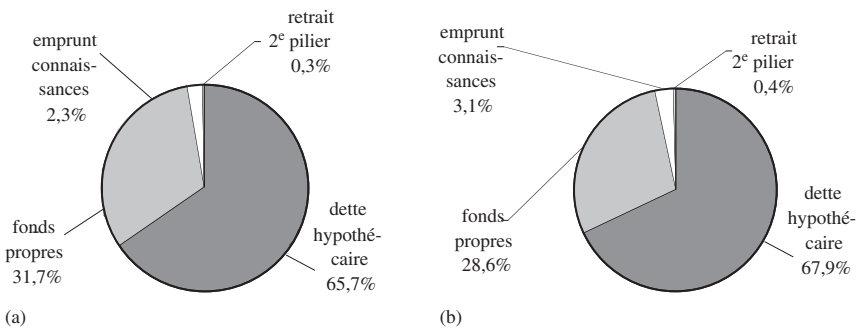 retrait
2e pilier
0,3%
emprunt
connais-
sances
2,3%
fonds
propres
31,7%
dette
hypothé-
caire
65,7%
(a)
emprunt
connais-
sances
3,1%
retrait
2e pilier
0,4%
fonds
propres
28,6%
dette
hypothé-
caire
67,9%
(b)